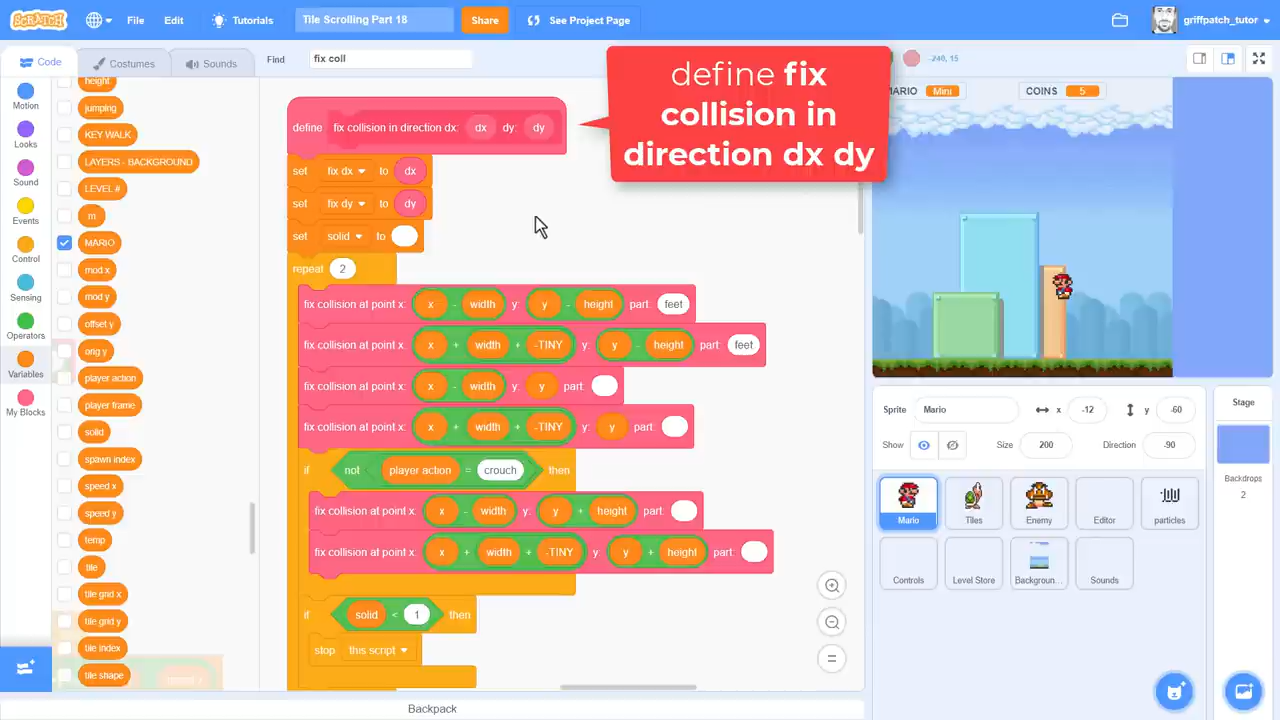 SCRATCH File Edit Tutorials Tile Scrolling Part 18 Share See Project Page griffpatch_tutor
Code Costumes Sounds Find fix coll -240, 15
define fix
collision in
direction dx dy
MARIO Mini COINS 5
Motion
Looks
Sound
Events
Control
Sensing
Operators
Variables
My Blocks
height
jumping
KEY WALK
LAYERS - BACKGROUND
LEVEL #
m
MARIO
mod x
mod y
offset y
orig y
player action
player frame
solid
spawn index
speed x
speed y
temp
tile
tile grid x
tile grid y
tile index
tile shape
define fix collision in direction dx: dx dy: dy
set fix dx to dx
set fix dy to dy
set solid to
repeat 2
fix collision at point x: x - width y: y - height part: feet
fix collision at point x: x + width + -TINY y: y - height part: feet
fix collision at point x: x - width y: y part:
fix collision at point x: x + width + -TINY y: y part:
if not player action = crouch then
fix collision at point x: x - width y: y + height part:
fix collision at point x: x + width + -TINY y: y + height part:
if solid < 1 then
stop this script
Backpack
Sprite Mario x -12 y -60
Show Size 200 Direction -90
Mario Tiles Enemy Editor particles
Controls Level Store Backgroun... Sounds
Stage
Backdrops
2